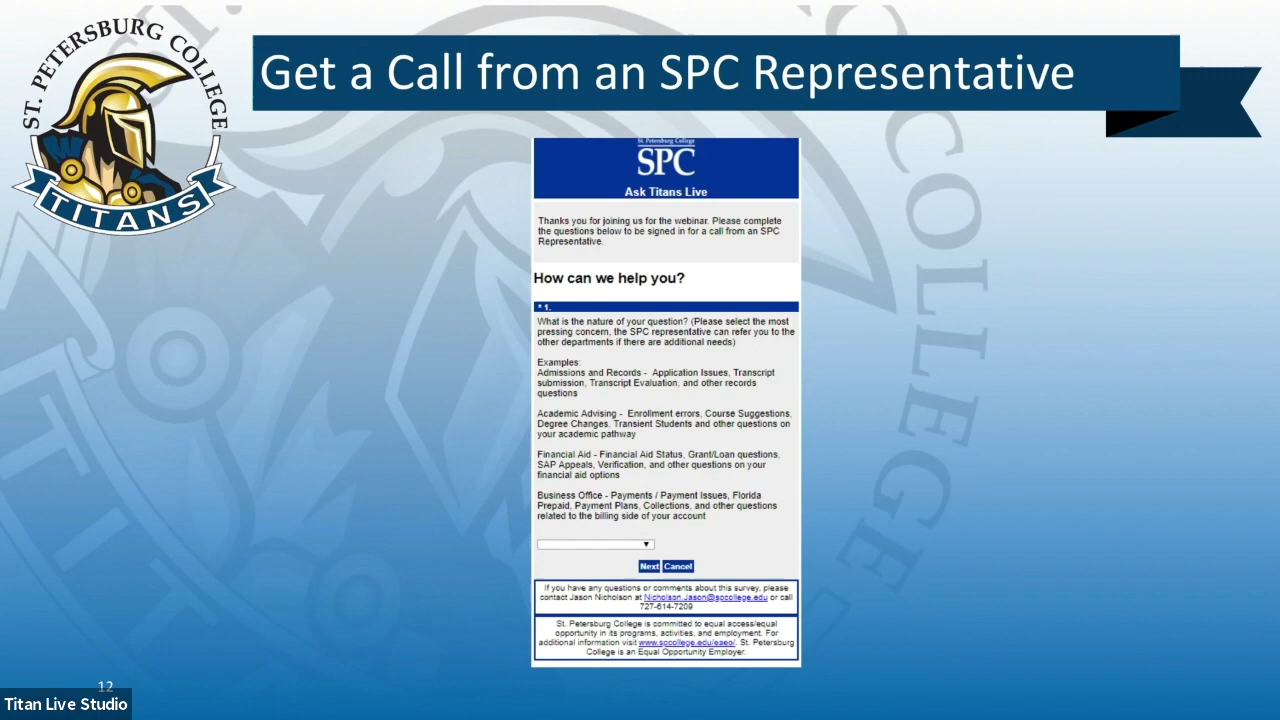 ST. PETERSBURG COLLEGE
TITANS
Get a Call from an SPC Representative
St. Petersburg College
SPC
Ask Titans Live
Thanks you for joining us for the webinar. Please complete
the questions below to be signed in for a call from an SPC
Representative.
How can we help you?
* 1.
What is the nature of your question? (Please select the most
pressing concern, the SPC representative can refer you to the
other departments if there are additional needs)
Examples:
Admissions and Records - Application Issues, Transcript
submission, Transcript Evaluation, and other records
questions
Academic Advising - Enrollment errors, Course Suggestions,
Degree Changes, Transient Students and other questions on
your academic pathway
Financial Aid - Financial Aid Status, Grant/Loan questions,
SAP Appeals, Verification, and other questions on your
financial aid options
Business Office - Payments / Payment Issues, Florida
Prepaid, Payment Plans, Collections, and other questions
related to the billing side of your account
Next Cancel
If you have any questions or comments about this survey, please
contact Jason Nicholson at Nicholson.Jason@spcollege.edu or call
727-614-7209
St. Petersburg College is committed to equal access/equal
opportunity in its programs, activities, and employment. For
additional information visit www.spcollege.edu/eaeo/. St. Petersburg
College is an Equal Opportunity Employer.
COLLEGE
12
Titan Live Studio